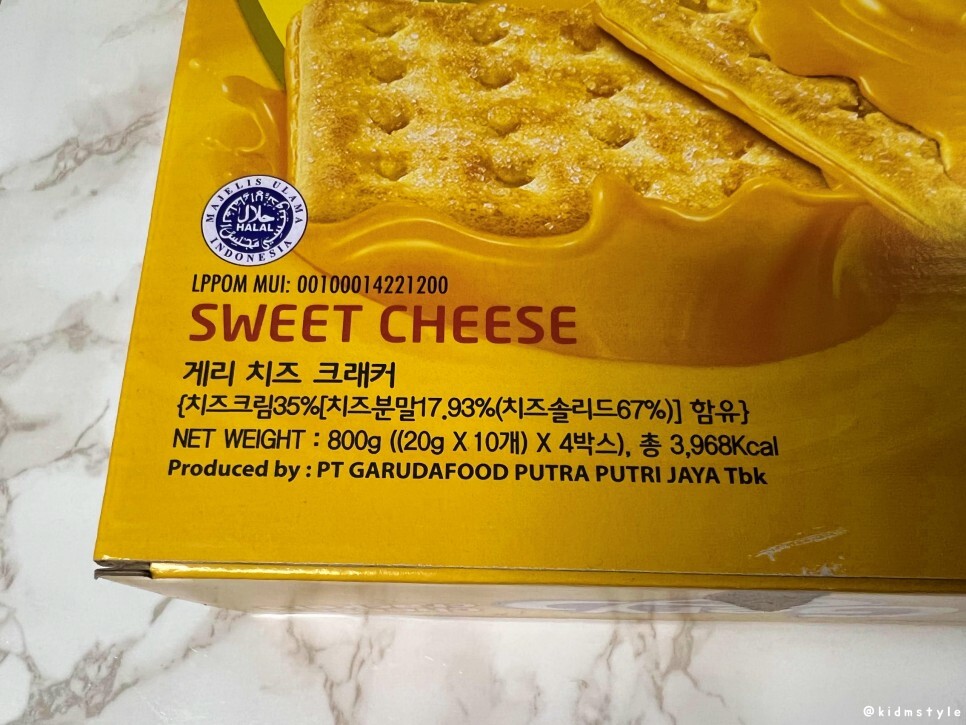 MAJELIS ULAMA
حلال
HALAL
INDONESIA
LPPOM MUI: 00100014221200
SWEET CHEESE
게리 치즈 크래커
{치즈크림35%[치즈분말17.93%(치즈솔리드67%)] 함유}
NET WEIGHT : 800g ((20g X 10개) X 4박스), 총 3,968Kcal
Produced by : PT GARUDAFOOD PUTRA PUTRI JAYA Tbk
@kidmstyle